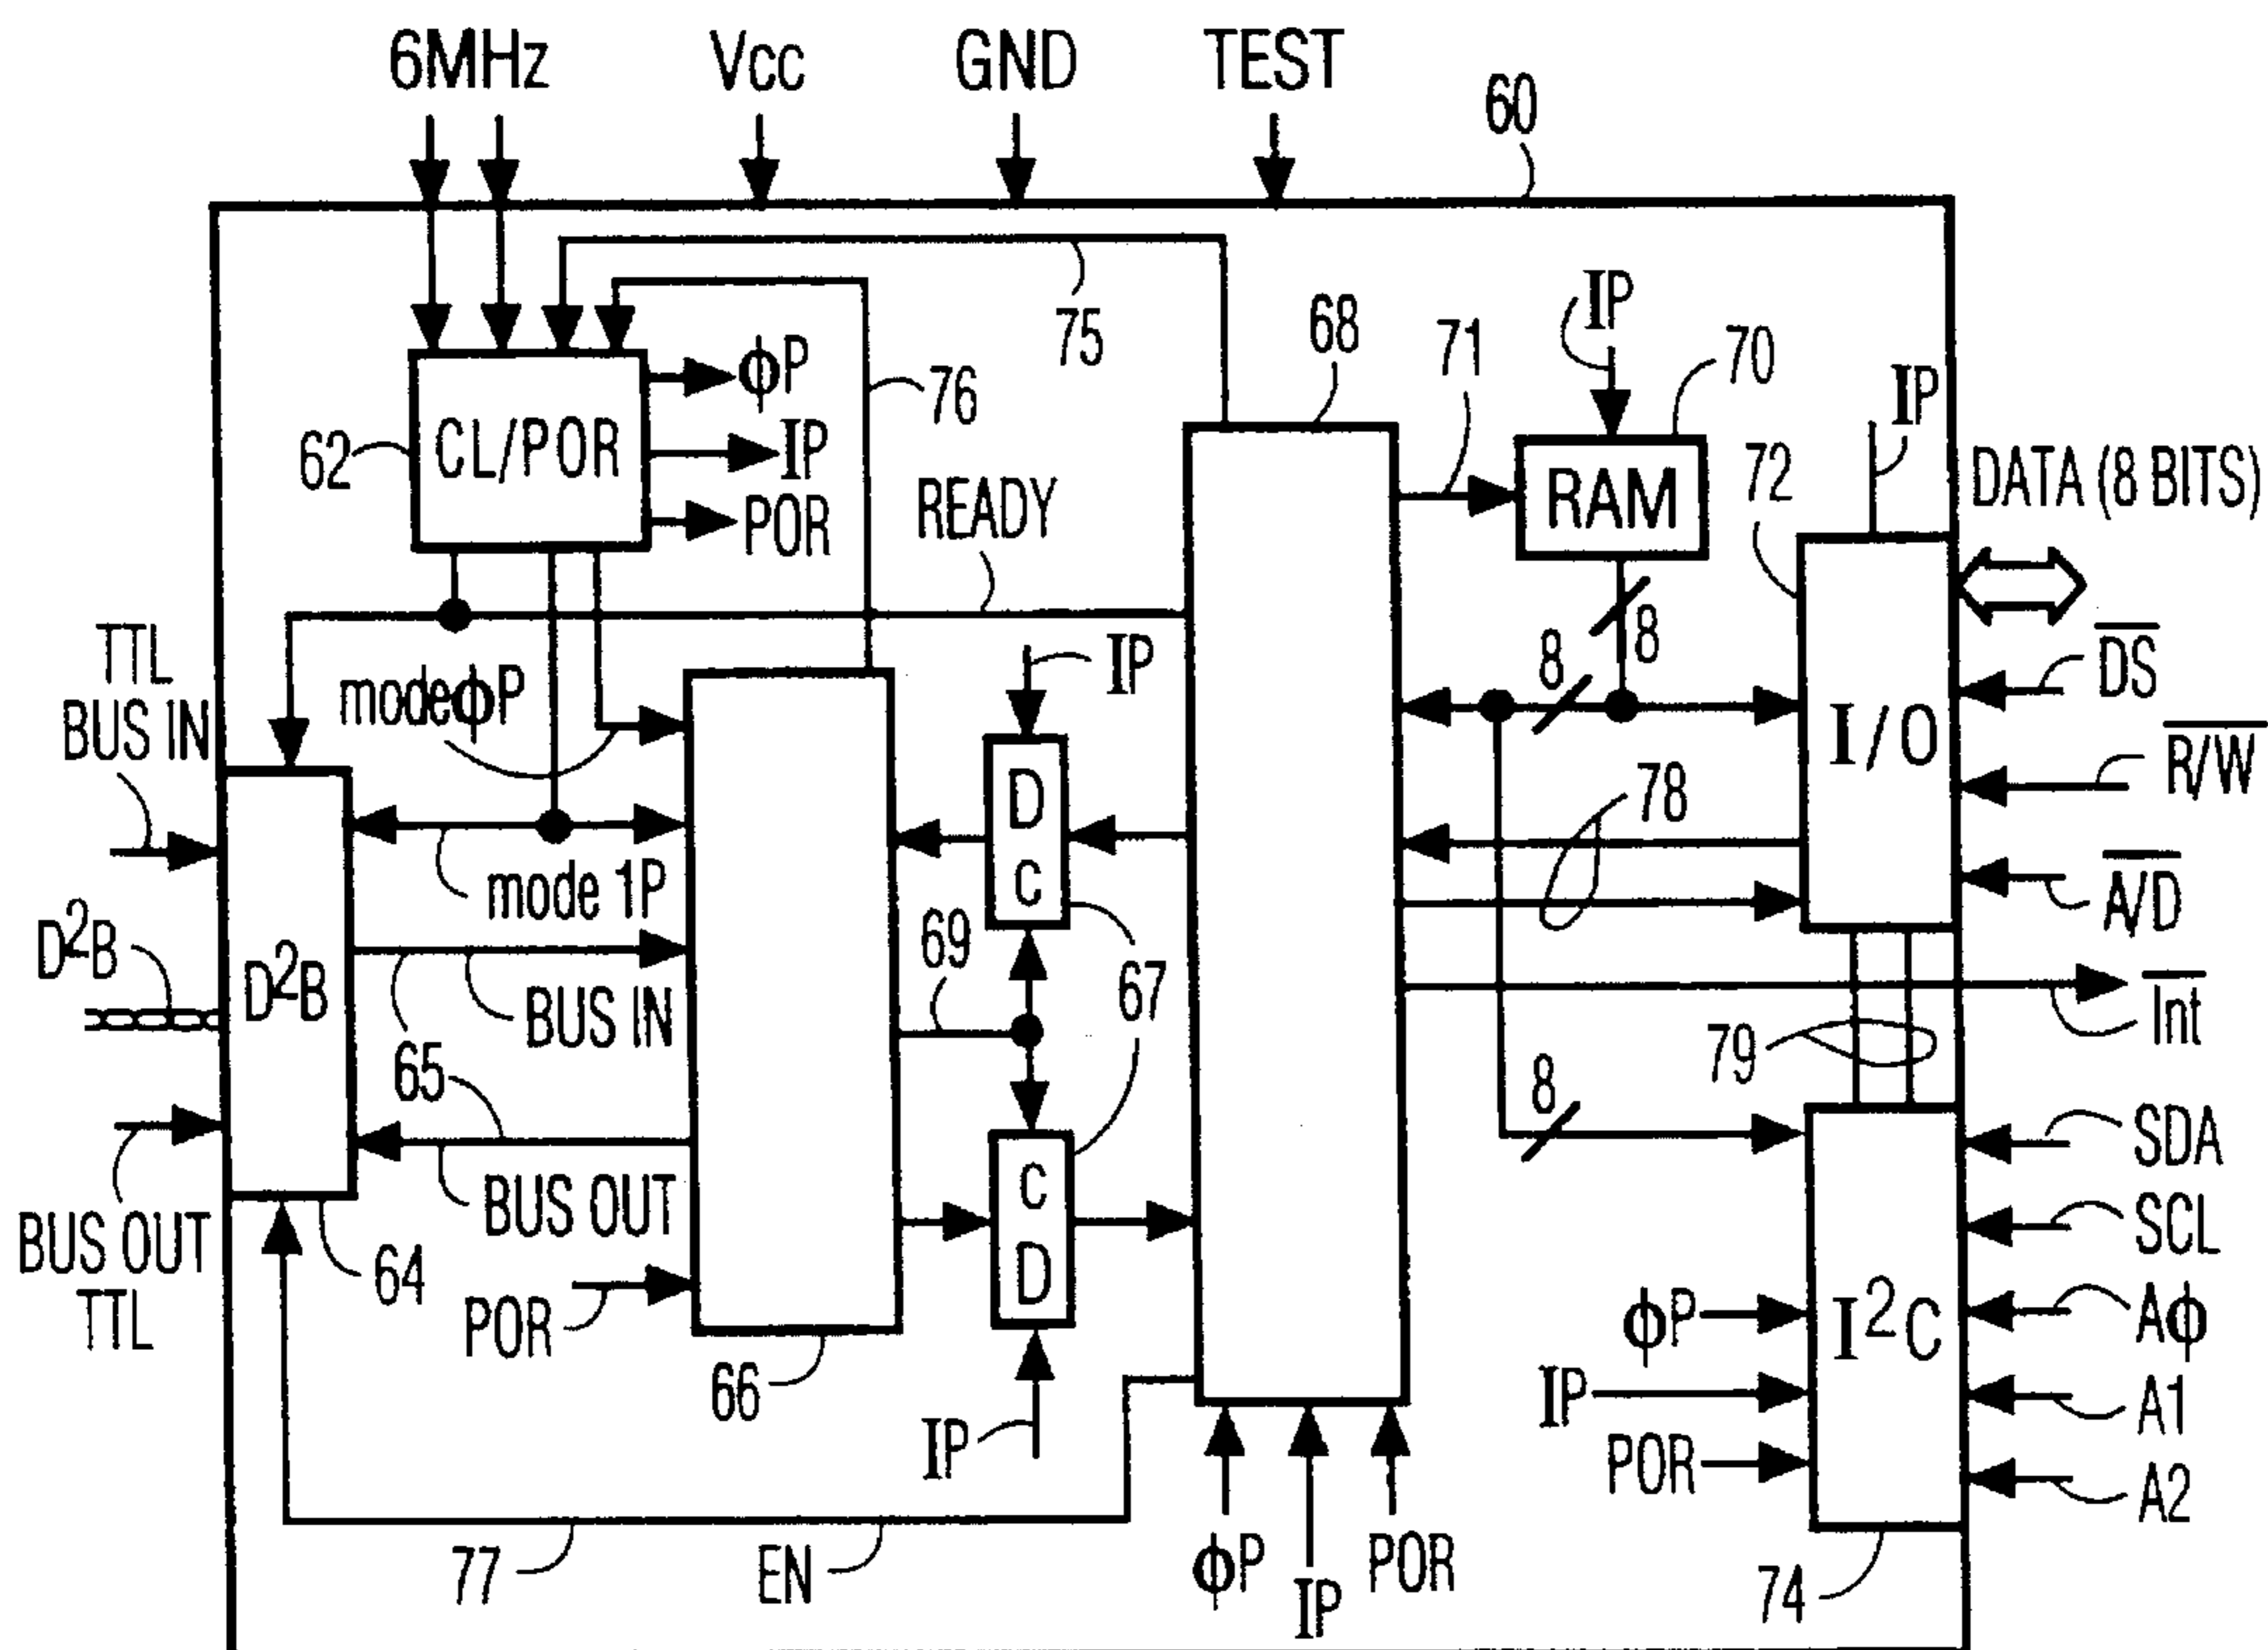 6MHz
Vcc
GND
TEST
60
75
76
62
CL/POR
φP
IP
POR
READY
68
71
IP
70
RAM
72
IP
DATA (8 BITS)
8
8
TTL
BUS IN
modeφP
IP
D
C
I/O
D̅S̅
R̅/̅W̅
A̅/̅D̅
78
mode 1P
69
67
D²B
D²B
BUS IN
65
BUS OUT
64
BUS OUT
TTL
POR
66
C
D
IP
79
I̅n̅t̅
8
SDA
SCL
Aφ
A1
A2
φP
IP
POR
I²C
74
77
EN
φP
IP
POR